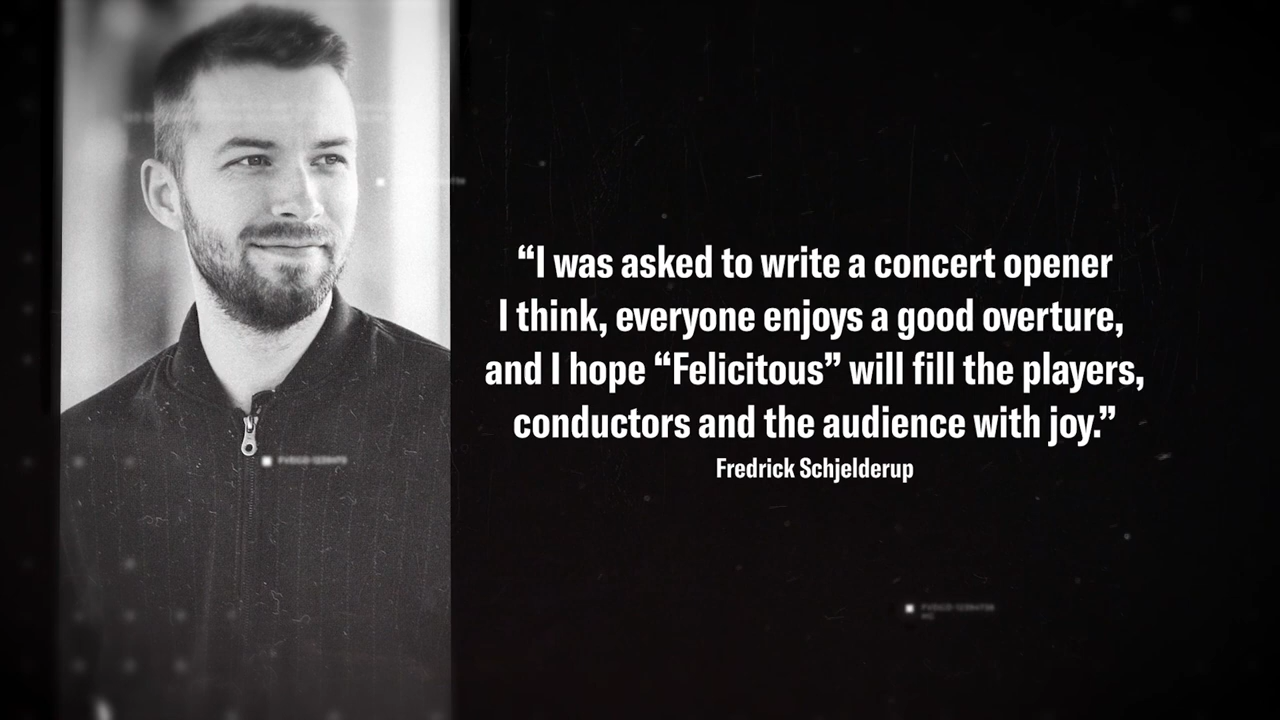 “I was asked to write a concert opener
I think, everyone enjoys a good overture,
and I hope “Felicitous” will fill the players,
conductors and the audience with joy.”
Fredrick Schjelderup